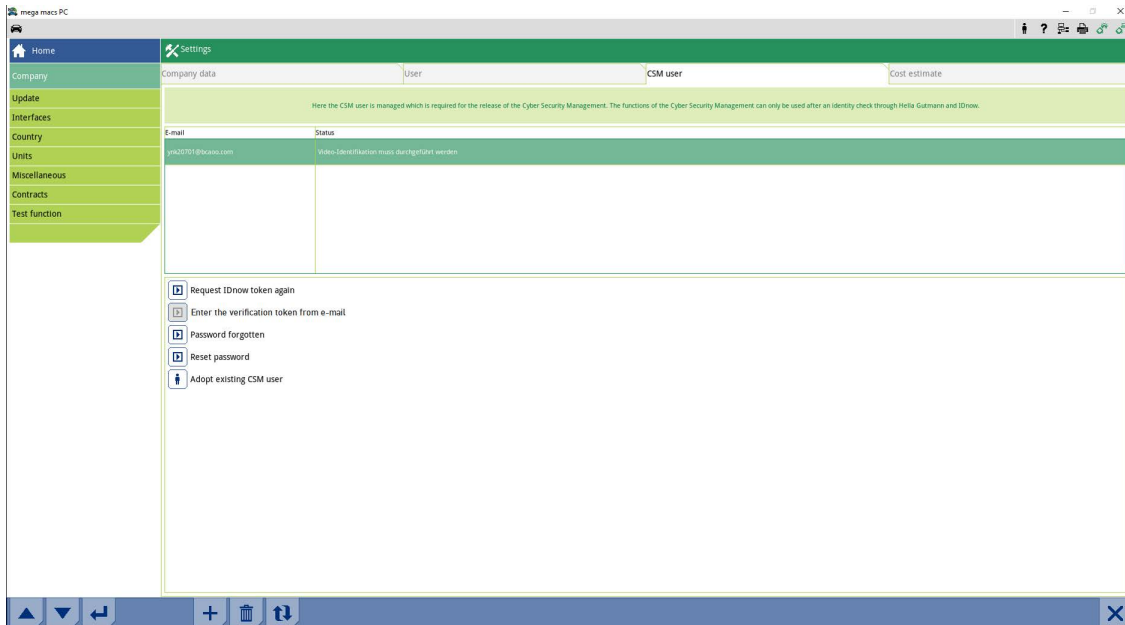 mega macs PC
Home
Settings
Company
Company data
User
CSM user
Cost estimate
Update
Interfaces
Country
Units
Miscellaneous
Contracts
Test function
Here the CSM user is managed which is required for the release of the Cyber Security Management. The functions of the Cyber Security Management can only be used after an identity check through Hella Gutmann and IDnow.
E-mail
Status
Video-Identifikation muss durchgeführt werden
Request IDnow token again
Enter the verification token from e-mail
Password forgotten
Reset password
Adopt existing CSM user